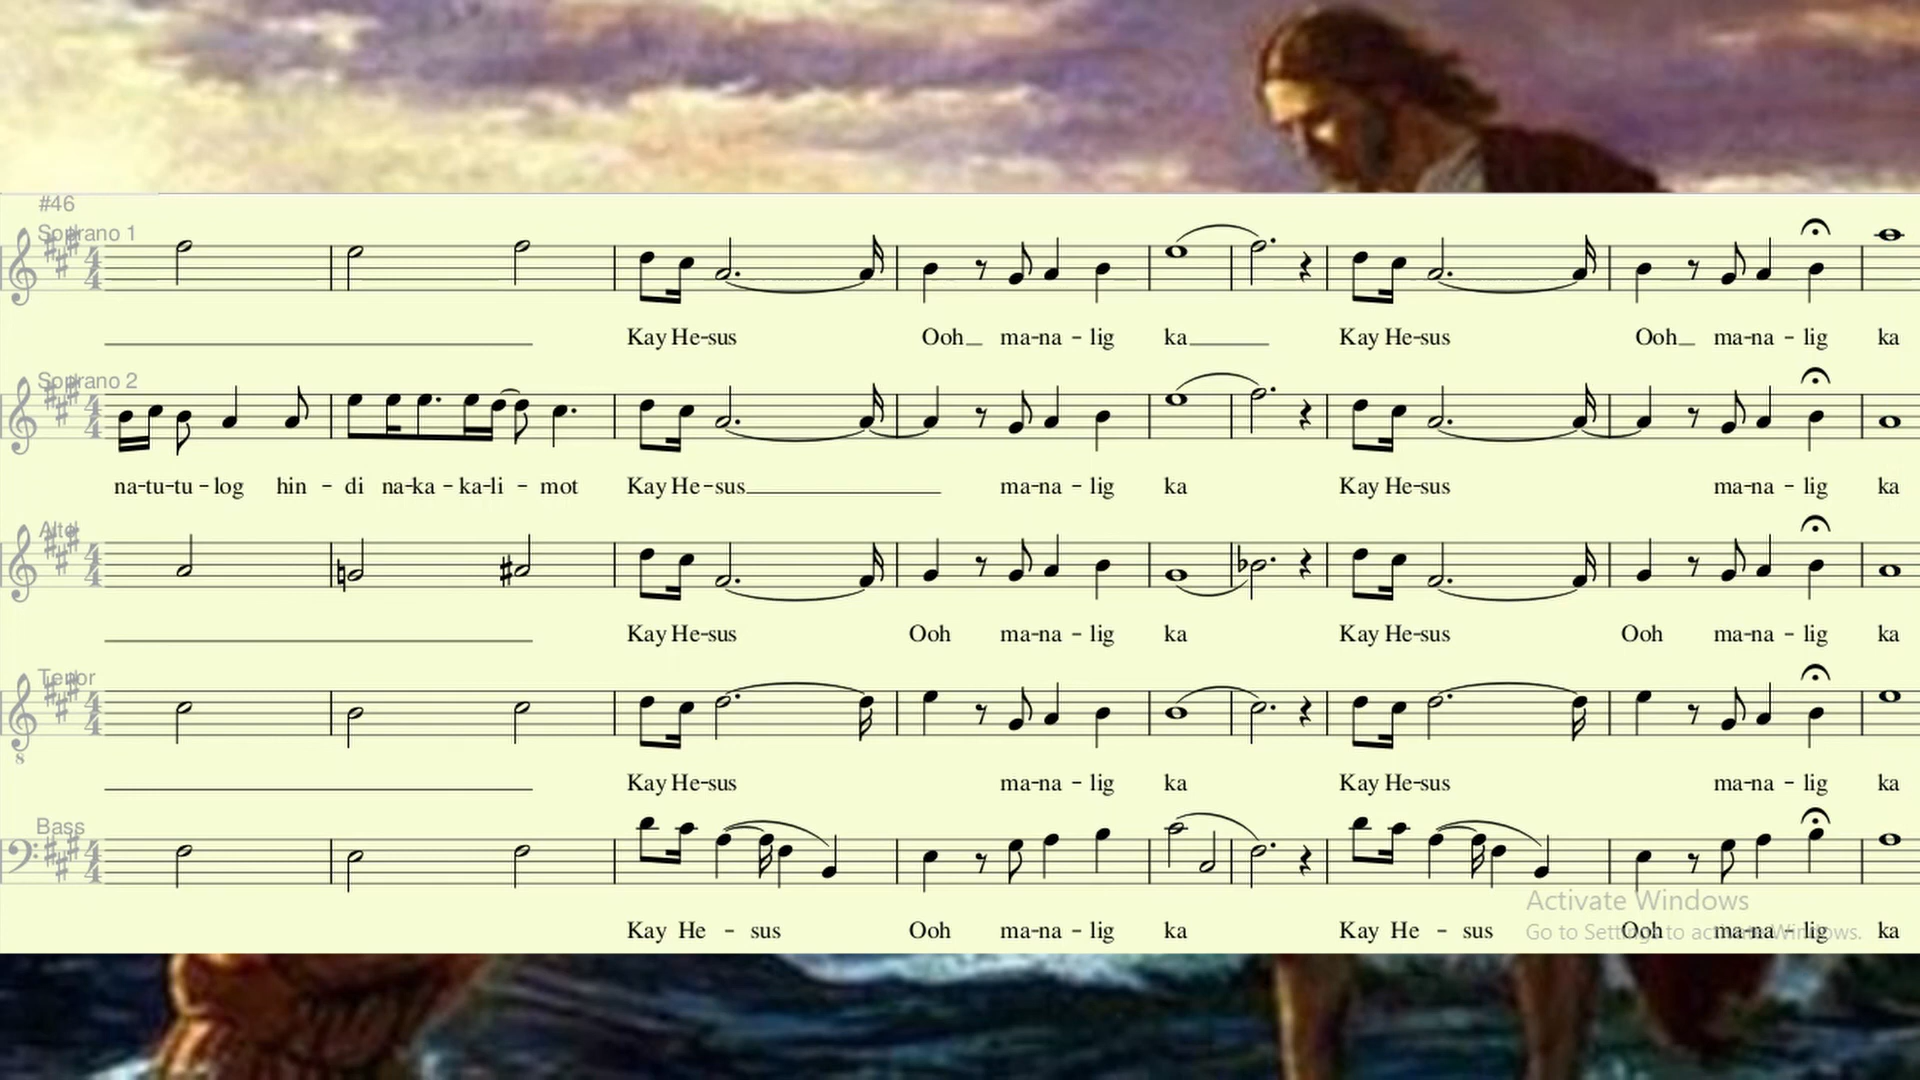 #46
Soprano 1
Kay He-sus Ooh_ ma-na-lig ka Kay He-sus Ooh_ ma-na-lig ka
Soprano 2
na-tu-tu-log hin-di na-ka-ka-li-mot Kay He-sus ma-na-lig ka Kay He-sus ma-na-lig ka
Alto
Kay He-sus Ooh ma-na-lig ka Kay He-sus Ooh ma-na-lig ka
Tenor
8
Kay He-sus ma-na-lig ka Kay He-sus ma-na-lig ka
Bass
Kay He-sus Ooh ma-na-lig ka Kay He-sus Ooh ma-na-lig ka
Activate Windows
Go to Settings to activate Windows.